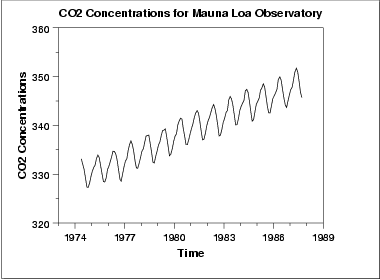 CO2 Concentrations for Mauna Loa Observatory
360
350
340
330
320
CO2 Concentrations
1974 1977 1980 1983 1986 1989
Time